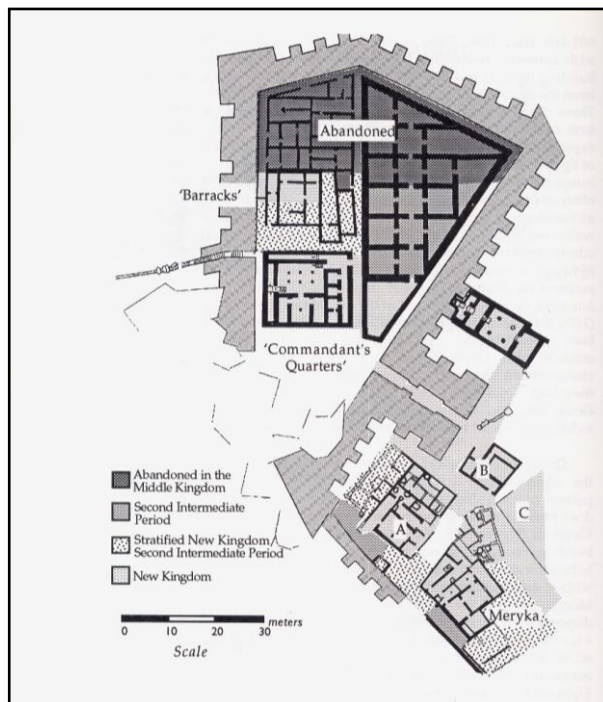 Abandoned
'Barracks'
'Commandant's
Quarters'
B
C
A
Meryka
Abandoned in the
Middle Kingdom
Second Intermediate
Period
Stratified New Kingdom/
Second Intermediate Period
New Kingdom
0 10 20 30 meters
Scale